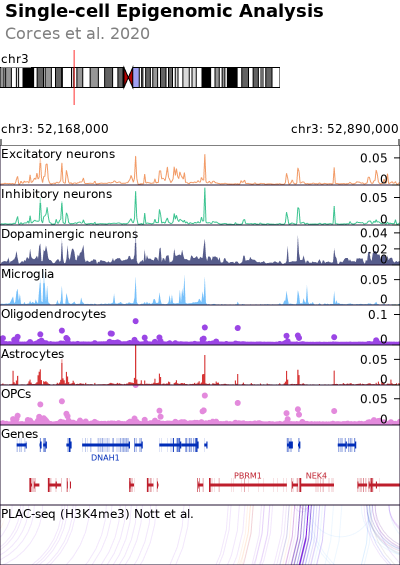 Single-cell Epigenomic Analysis
Corces et al. 2020
chr3
chr3: 52,168,000 chr3: 52,890,000
Excitatory neurons 0.05
0
Inhibitory neurons 0.05
0
Dopaminergic neurons 0.04
0.02
0
Microglia 0.05
0
Oligodendrocytes 0.1
0
Astrocytes 0.05
0
OPCs 0.05
0
Genes
DNAH1
PBRM1 NEK4
PLAC-seq (H3K4me3) Nott et al.